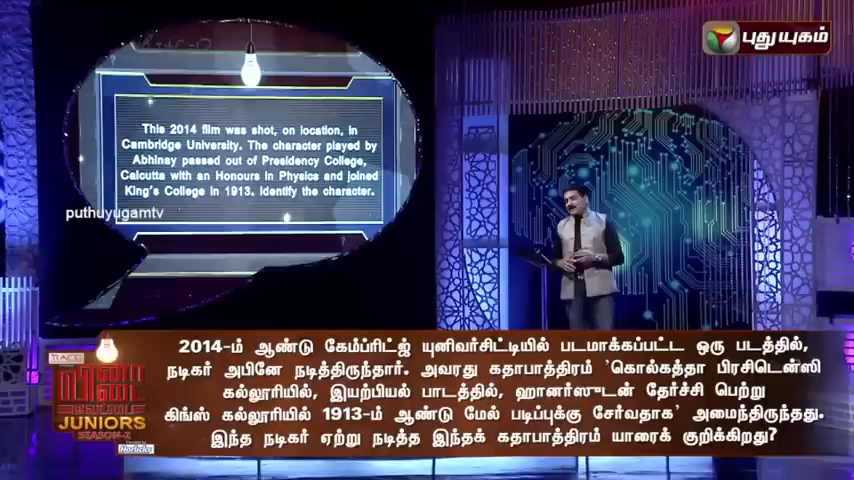 புதுயுகம்
This 2014 film was shot, on location, in
Cambridge University. The character played by
Abhinay passed out of Presidency College,
Calcutta with an Honours in Physics and joined
King's College in 1913. Identify the character.
puthuyugamtv
2014-ம் ஆண்டு கேம்ப்ரிட்ஜ் யுனிவர்சிட்டியில் படமாக்கப்பட்ட ஒரு படத்தில்,
நடிகர் அபினே நடித்திருந்தார். அவரது கதாபாத்திரம் 'கொல்கத்தா பிரசிடென்ஸி
கல்லூரியில், இயற்பியல் பாடத்தில், ஹானர்ஸுடன் தேர்ச்சி பெற்று
கிங்ஸ் கல்லூரியில் 1913-ம் ஆண்டு மேல் படிப்புக்கு சேர்வதாக' அமைந்திருந்தது.
இந்த நடிகர் ஏற்று நடித்த இந்தக் கதாபாத்திரம் யாரைக் குறிக்கிறது?
வினா
JUNIORS
SEASON-2